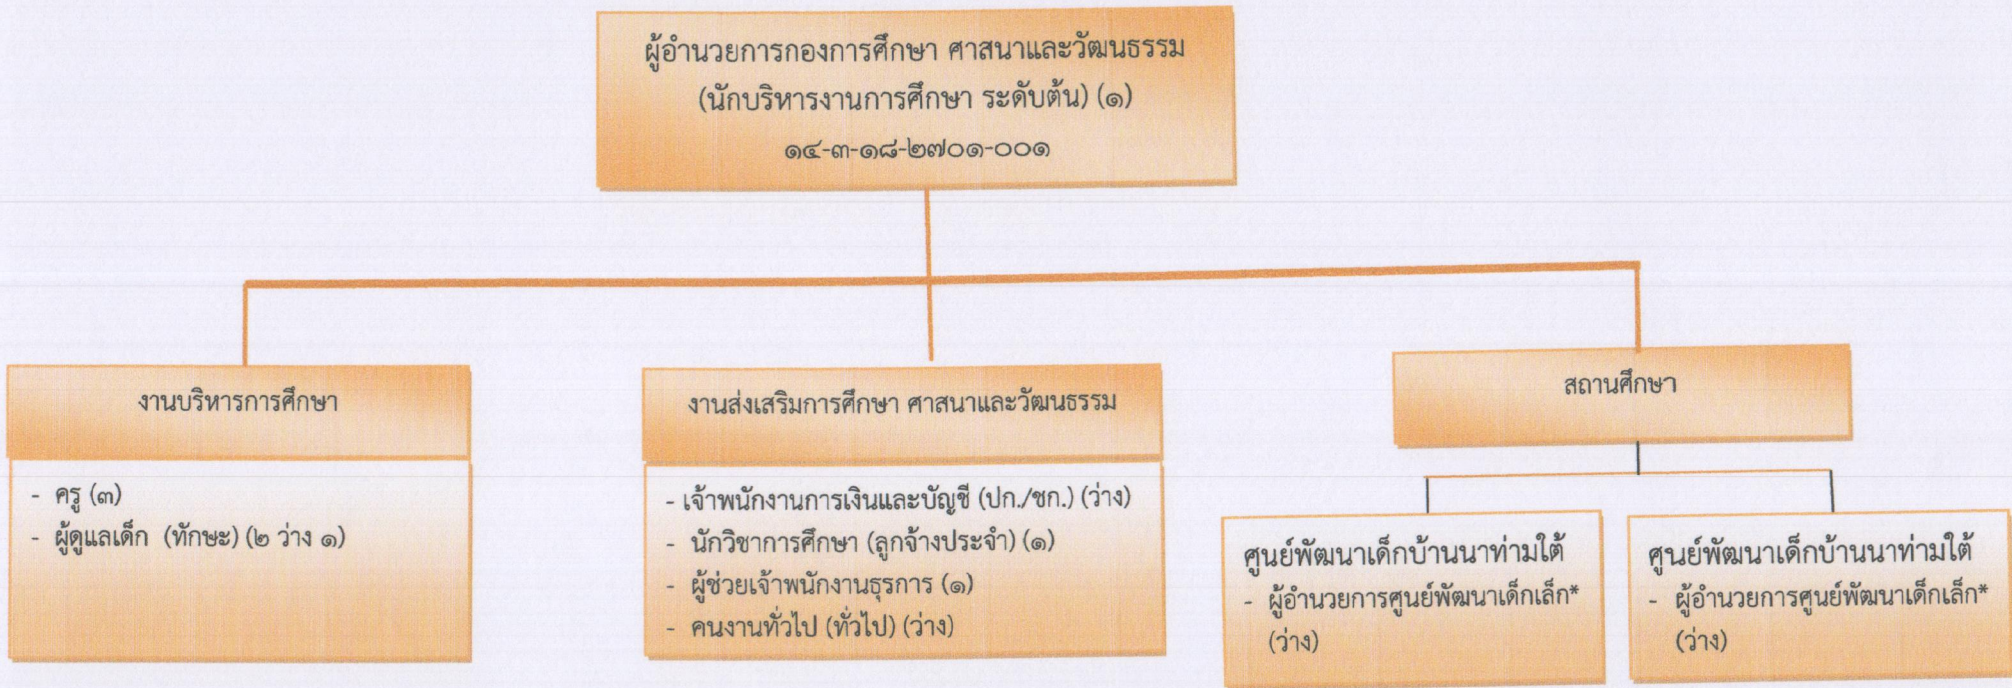 ผู้อำนวยการกองการศึกษา ศาสนาและวัฒนธรรม
(นักบริหารงานการศึกษา ระดับต้น) (๑)
๑๔-๓-๑๘-๒๗๐๑-๐๐๑
งานบริหารการศึกษา
- ครู (๓)
- ผู้ดูแลเด็ก (ทักษะ) (๒ ว่าง ๑)
งานส่งเสริมการศึกษา ศาสนาและวัฒนธรรม
- เจ้าพนักงานการเงินและบัญชี (ปก./ชก.) (ว่าง)
- นักวิชาการศึกษา (ลูกจ้างประจำ) (๑)
- ผู้ช่วยเจ้าพนักงานธุรการ (๑)
- คนงานทั่วไป (ทั่วไป) (ว่าง)
สถานศึกษา
ศูนย์พัฒนาเด็กบ้านนาท่ามใต้
- ผู้อำนวยการศูนย์พัฒนาเด็กเล็ก*
(ว่าง)
ศูนย์พัฒนาเด็กบ้านนาท่ามใต้
- ผู้อำนวยการศูนย์พัฒนาเด็กเล็ก*
(ว่าง)